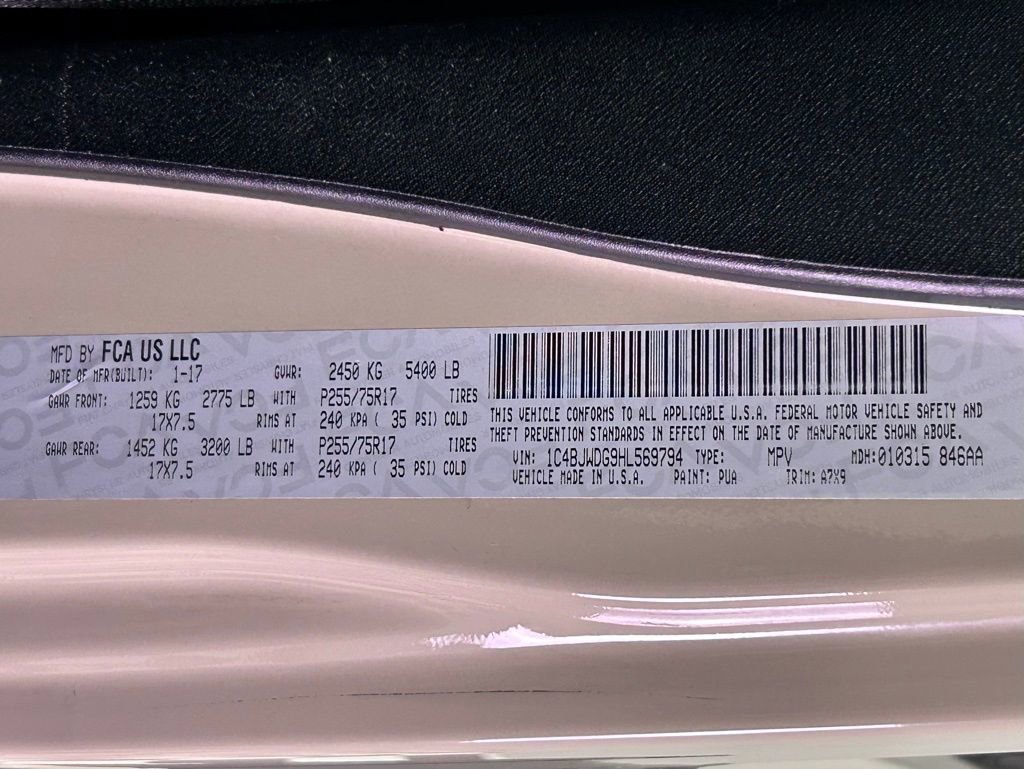 MFD BY FCA US LLC
DATE OF MFR(BUILT): 1-17 GVWR: 2450 KG 5400 LB
GAWR FRONT: 1259 KG 2775 LB WITH P255/75R17 TIRES
17X7.5 RIMS AT 240 KPA ( 35 PSI) COLD
GAWR REAR: 1452 KG 3200 LB WITH P255/75R17 TIRES
17X7.5 RIMS AT 240 KPA ( 35 PSI) COLD
THIS VEHICLE CONFORMS TO ALL APPLICABLE U.S.A. FEDERAL MOTOR VEHICLE SAFETY AND
THEFT PREVENTION STANDARDS IN EFFECT ON THE DATE OF MANUFACTURE SHOWN ABOVE.
VIN: 1C4BJWDG9HL569794 TYPE: MPV MDH:010315 846AA
VEHICLE MADE IN U.S.A. PAINT: PUA TRIM: A7X9